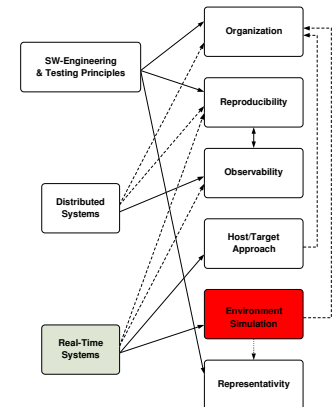 Organization
SW-Engineering
& Testing Principles
Reproducibility
Observability
Distributed
Systems
Host/Target
Approach
Environment
Simulation
Real-Time
Systems
Representativity